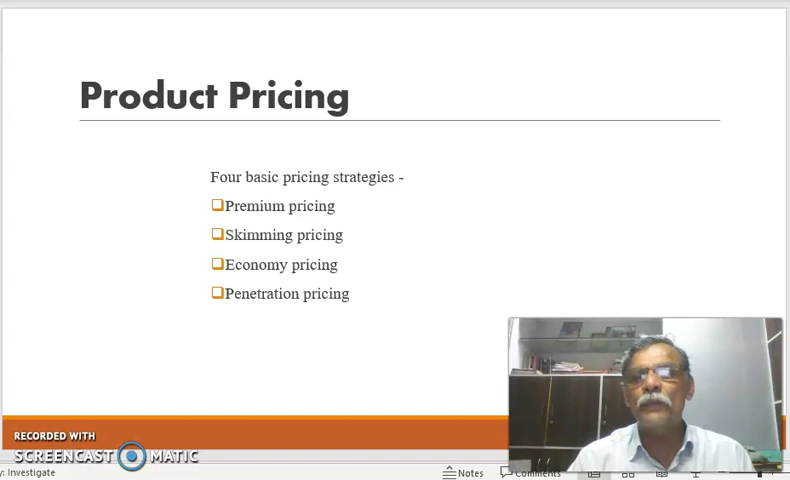 Product Pricing
Four basic pricing strategies -
Premium pricing
Skimming pricing
Economy pricing
Penetration pricing
RECORDED WITH
SCREENCAST MATIC
y: Investigate
Notes
Comments